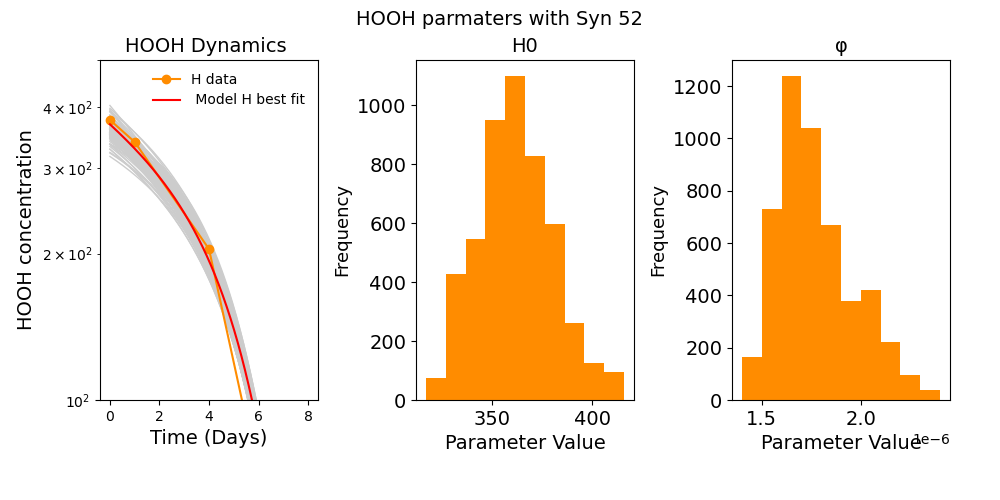 HOOH parmaters with Syn 52
HOOH Dynamics
H data
Model H best fit
4 × 10²
3 × 10²
2 × 10²
10²
HOOH concentration
0 2 4 6 8
Time (Days)
H0
1000
800
600
400
200
0
Frequency
350 400
Parameter Value
φ
1200
1000
800
600
400
200
0
Frequency
1.5 2.0
Parameter Value
1e−6